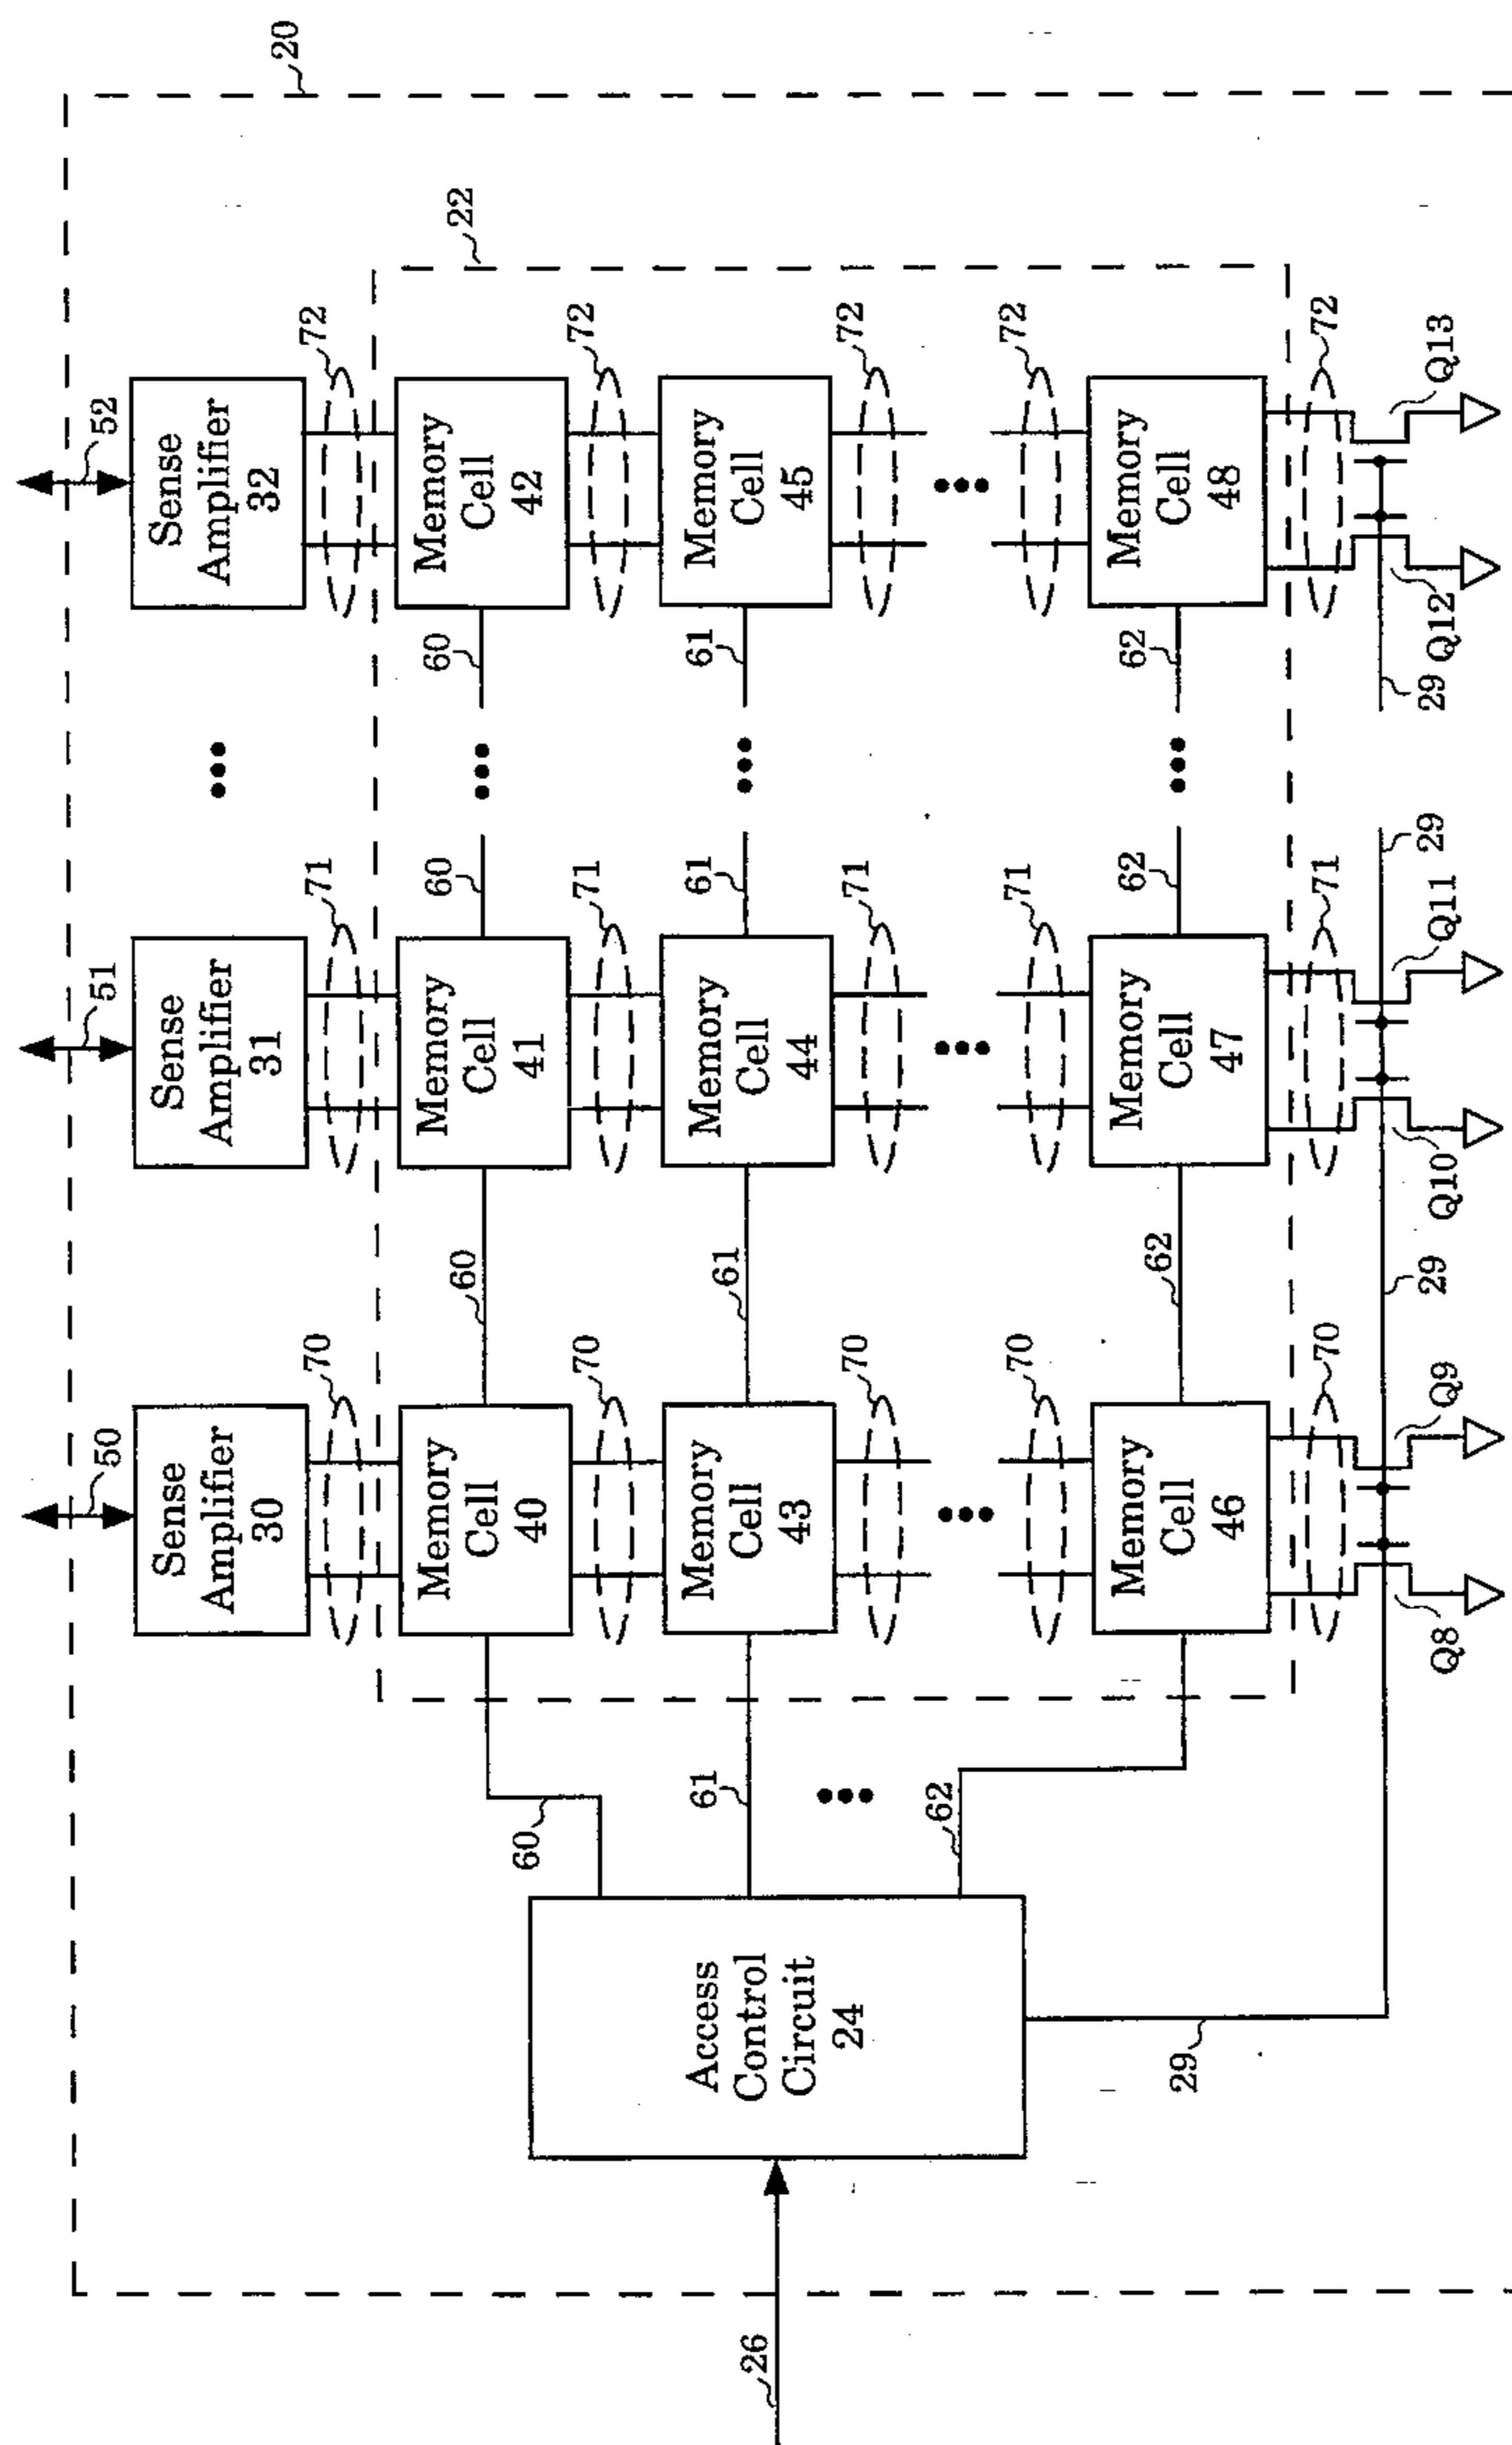 20
50
51
52
Sense
Amplifier
30
Sense
Amplifier
31
Sense
Amplifier
32
70
71
72
22
Memory
Cell
40
60
Memory
Cell
41
60
Memory
Cell
42
60
60
70
71
72
Memory
Cell
43
61
Memory
Cell
44
61
Memory
Cell
45
61
61
70
71
72
70
71
72
62
Memory
Cell
46
62
Memory
Cell
47
62
Memory
Cell
48
62
70
71
72
26
Access
Control
Circuit
24
29
Q8
Q9
29
Q10
Q11
29
29
Q12
Q13